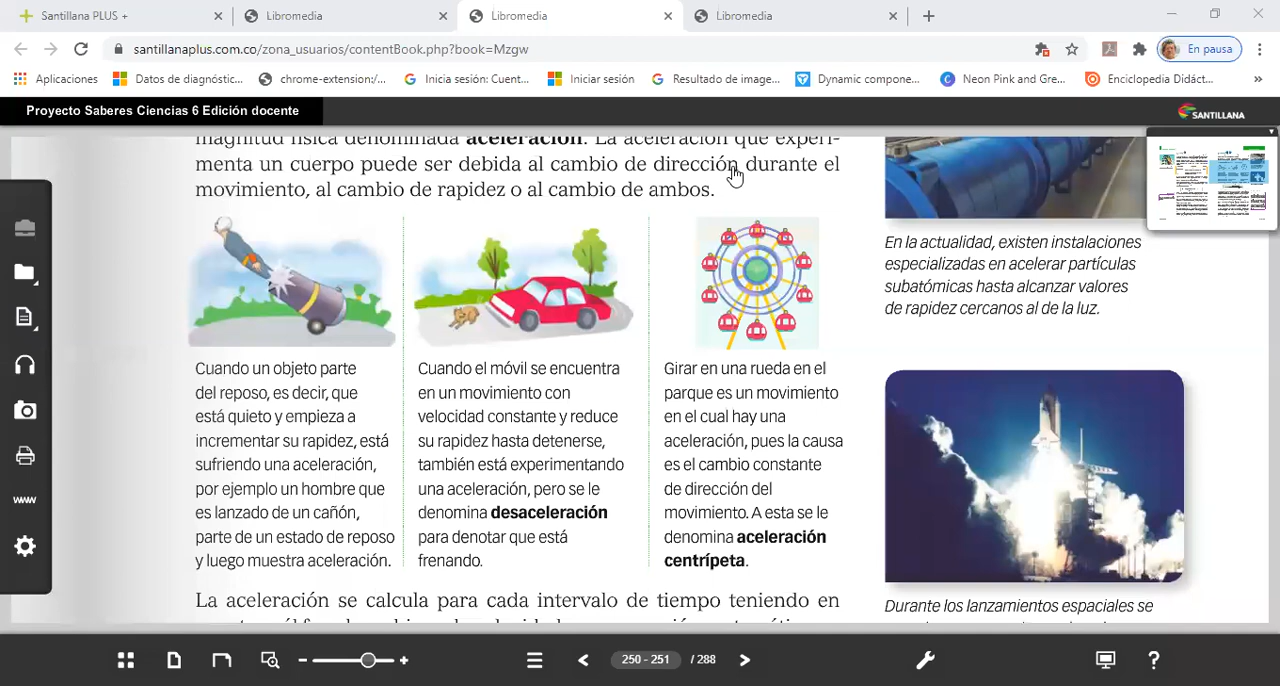 Santillana PLUS +
Libromedia
Libromedia
Libromedia
santillanaplus.com.co/zona_usuarios/contentBook.php?book=Mzgw
En pausa
Aplicaciones
Datos de diagnóstic...
chrome-extension/...
Inicia sesión: Cuent...
Iniciar sesión
Resultado de image...
Dynamic compone...
Neon Pink and Gre...
Enciclopedia Didáct...
»
Proyecto Saberes Ciencias 6 Edición docente
SANTILLANA
magnitud física denominada aceleración. La aceleración que experi-
menta un cuerpo puede ser debida al cambio de dirección durante el
movimiento, al cambio de rapidez o al cambio de ambos.
Cuando un objeto parte
del reposo, es decir, que
está quieto y empieza a
incrementar su rapidez, está
sufriendo una aceleración,
por ejemplo un hombre que
es lanzado de un cañón,
parte de un estado de reposo
y luego muestra aceleración.
Cuando el móvil se encuentra
en un movimiento con
velocidad constante y reduce
su rapidez hasta detenerse,
también está experimentando
una aceleración, pero se le
denomina desaceleración
para denotar que está
frenando.
Girar en una rueda en el
parque es un movimiento
en el cual hay una
aceleración, pues la causa
es el cambio constante
de dirección del
movimiento. A esta se le
denomina aceleración
centrípeta.
La aceleración se calcula para cada intervalo de tiempo teniendo en
En la actualidad, existen instalaciones
especializadas en acelerar partículas
subatómicas hasta alcanzar valores
de rapidez cercanos al de la luz.
Durante los lanzamientos espaciales se
www
250 - 251 / 288
?